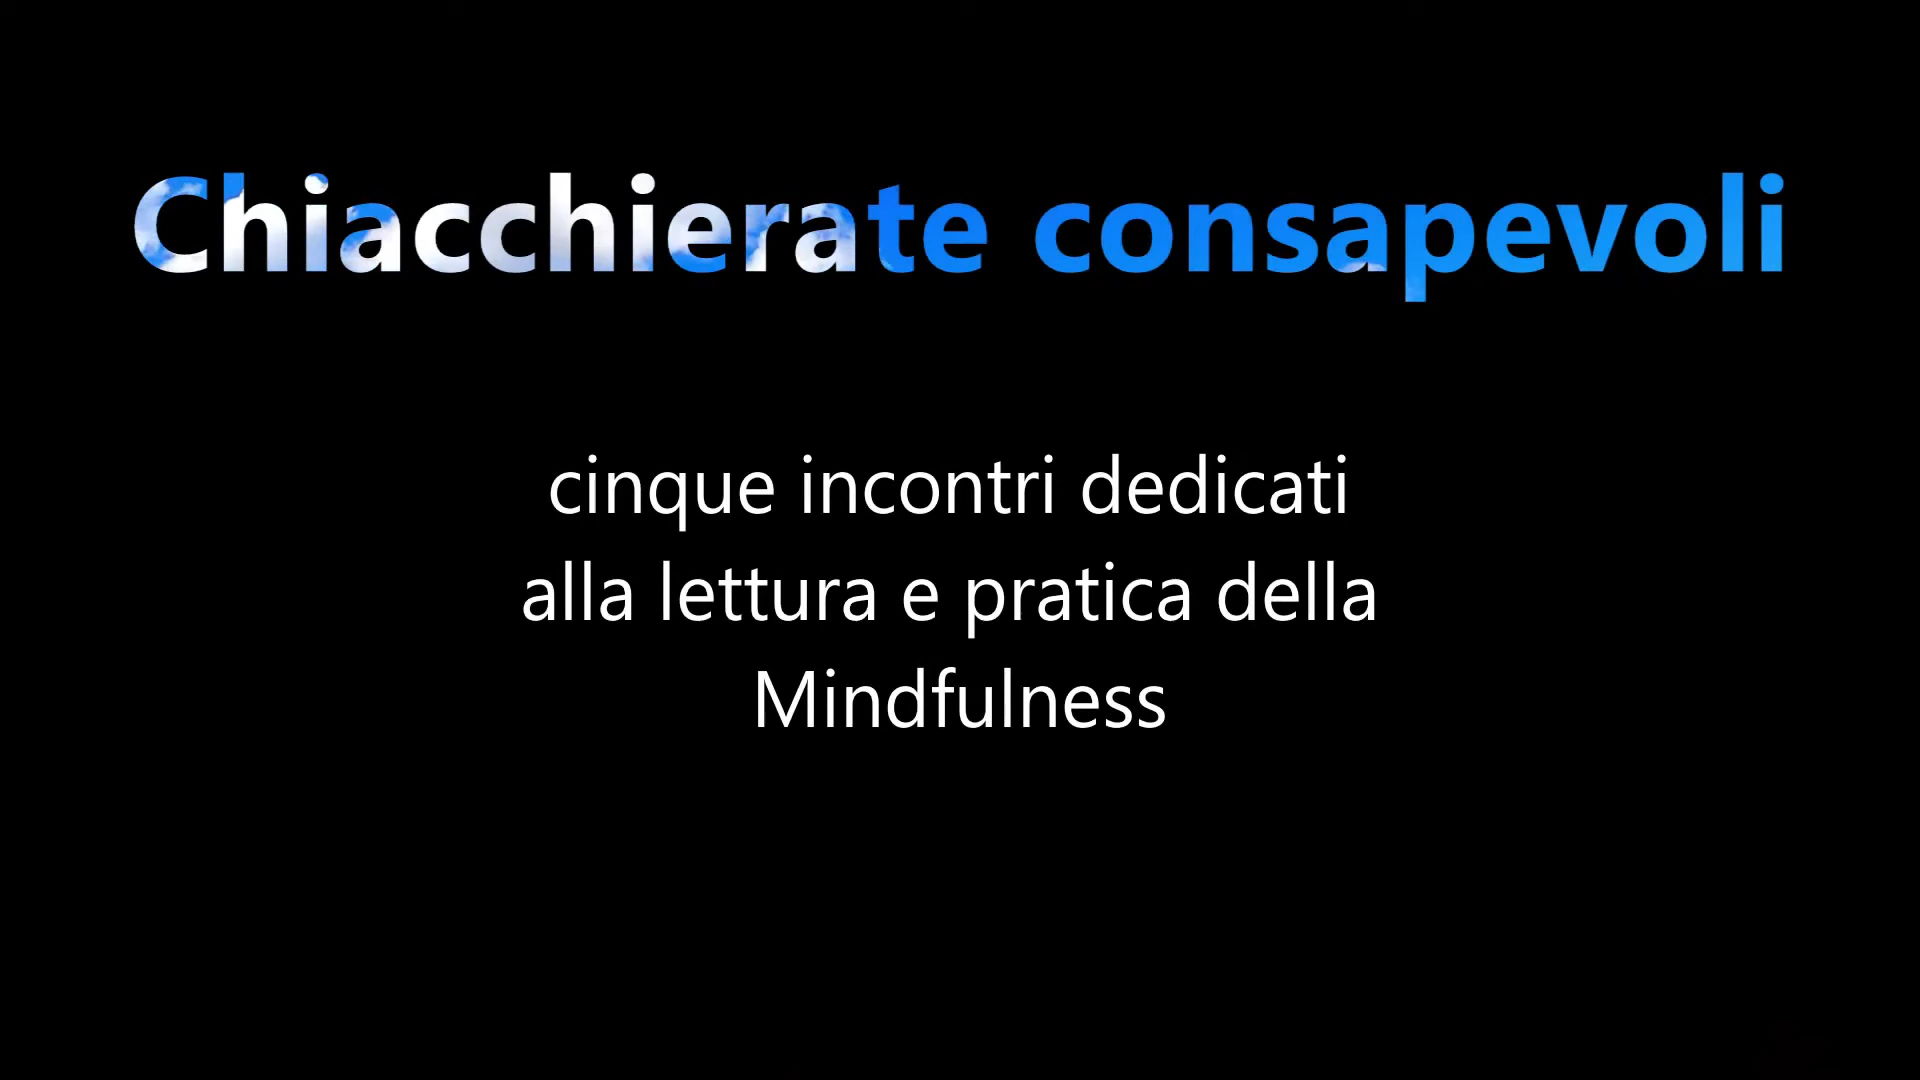 Chiacchierate consapevoli
cinque incontri dedicati
alla lettura e pratica della
Mindfulness